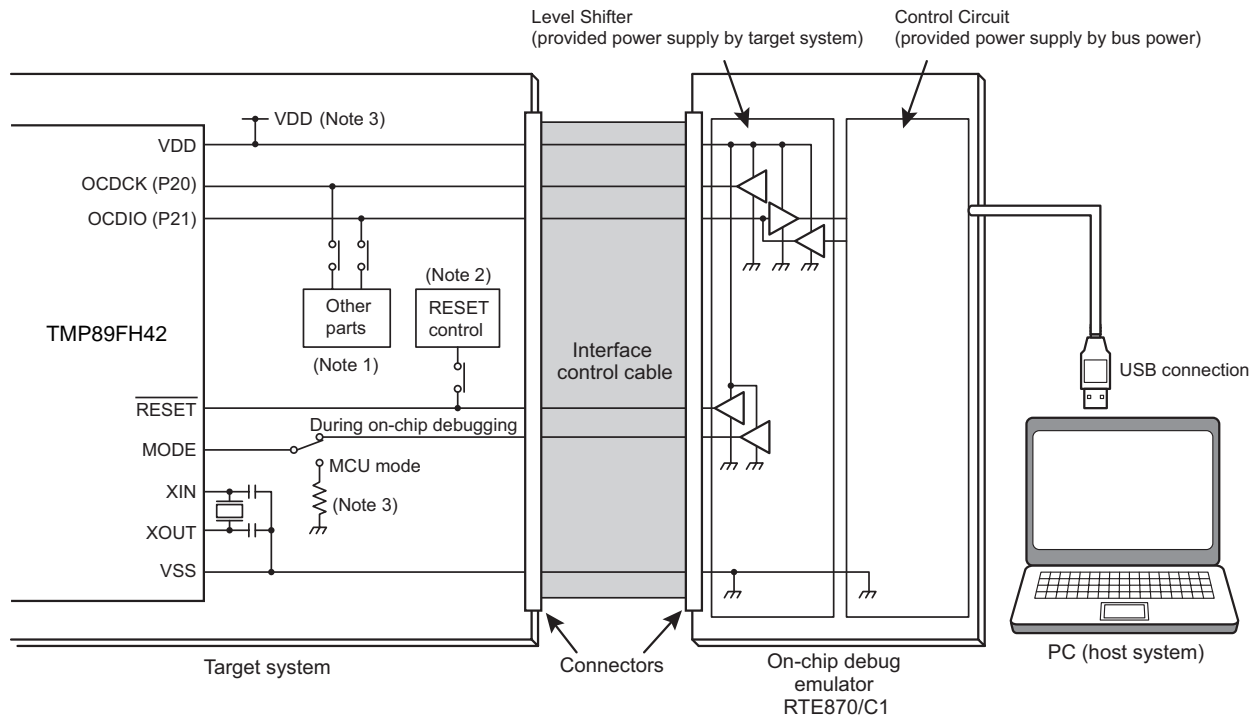 Level Shifter
(provided power supply by target system)
Control Circuit
(provided power supply by bus power)
VDD (Note 3)
VDD
OCDCK (P20)
OCDIO (P21)
(Note 2)
Other
parts
RESET
control
TMP89FH42
(Note 1)
Interface
control cable
USB connection
RESET
During on-chip debugging
MODE
MCU mode
XIN
(Note 3)
XOUT
VSS
Target system
Connectors
On-chip debug
emulator
RTE870/C1
PC (host system)